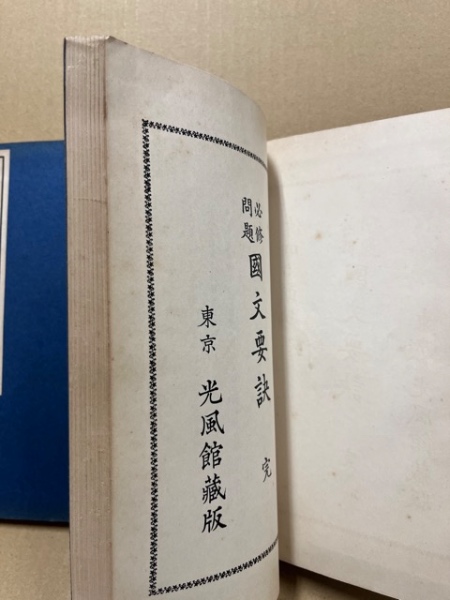 必修
問題
國文要訣 完
東京 光風館藏版